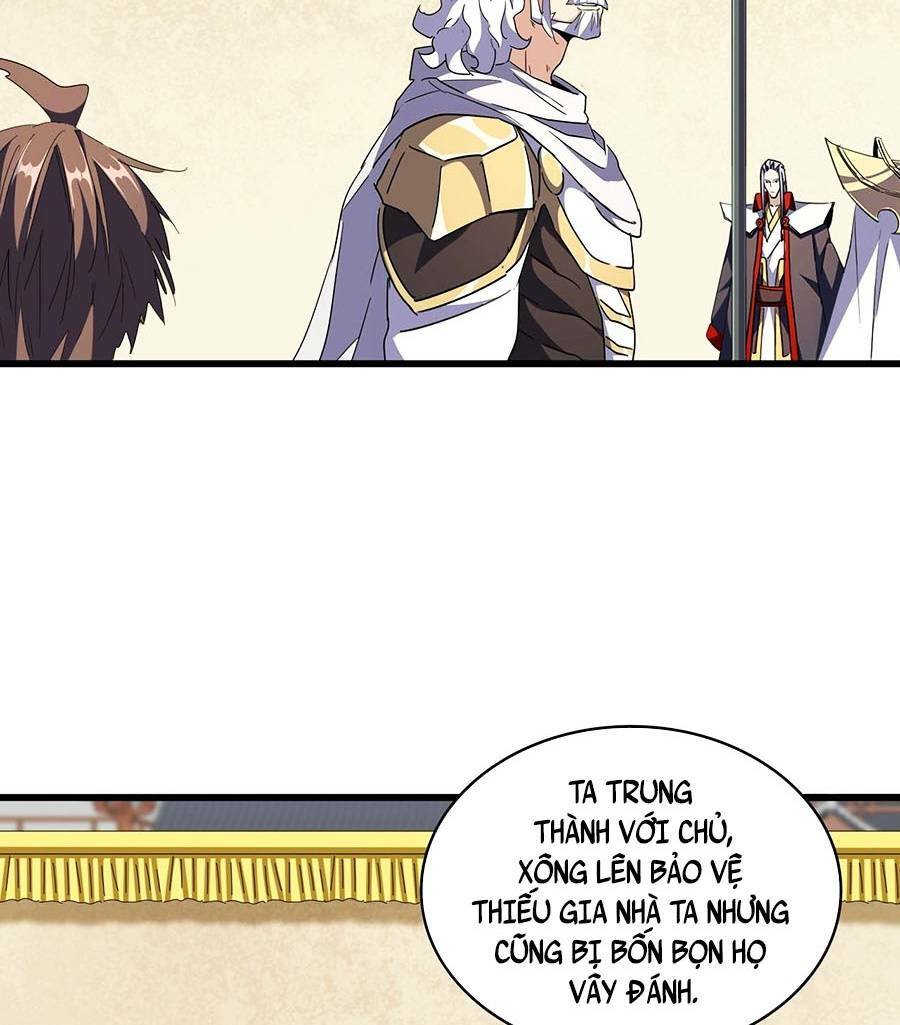 TA TRUNG
THÀNH VỚI CHỦ,
XÔNG LÊN BẢO VỆ
THIẾU GIA NHÀ TA NHƯNG
CŨNG BỊ BỐN BỌN HỌ
VÂY ĐÁNH.